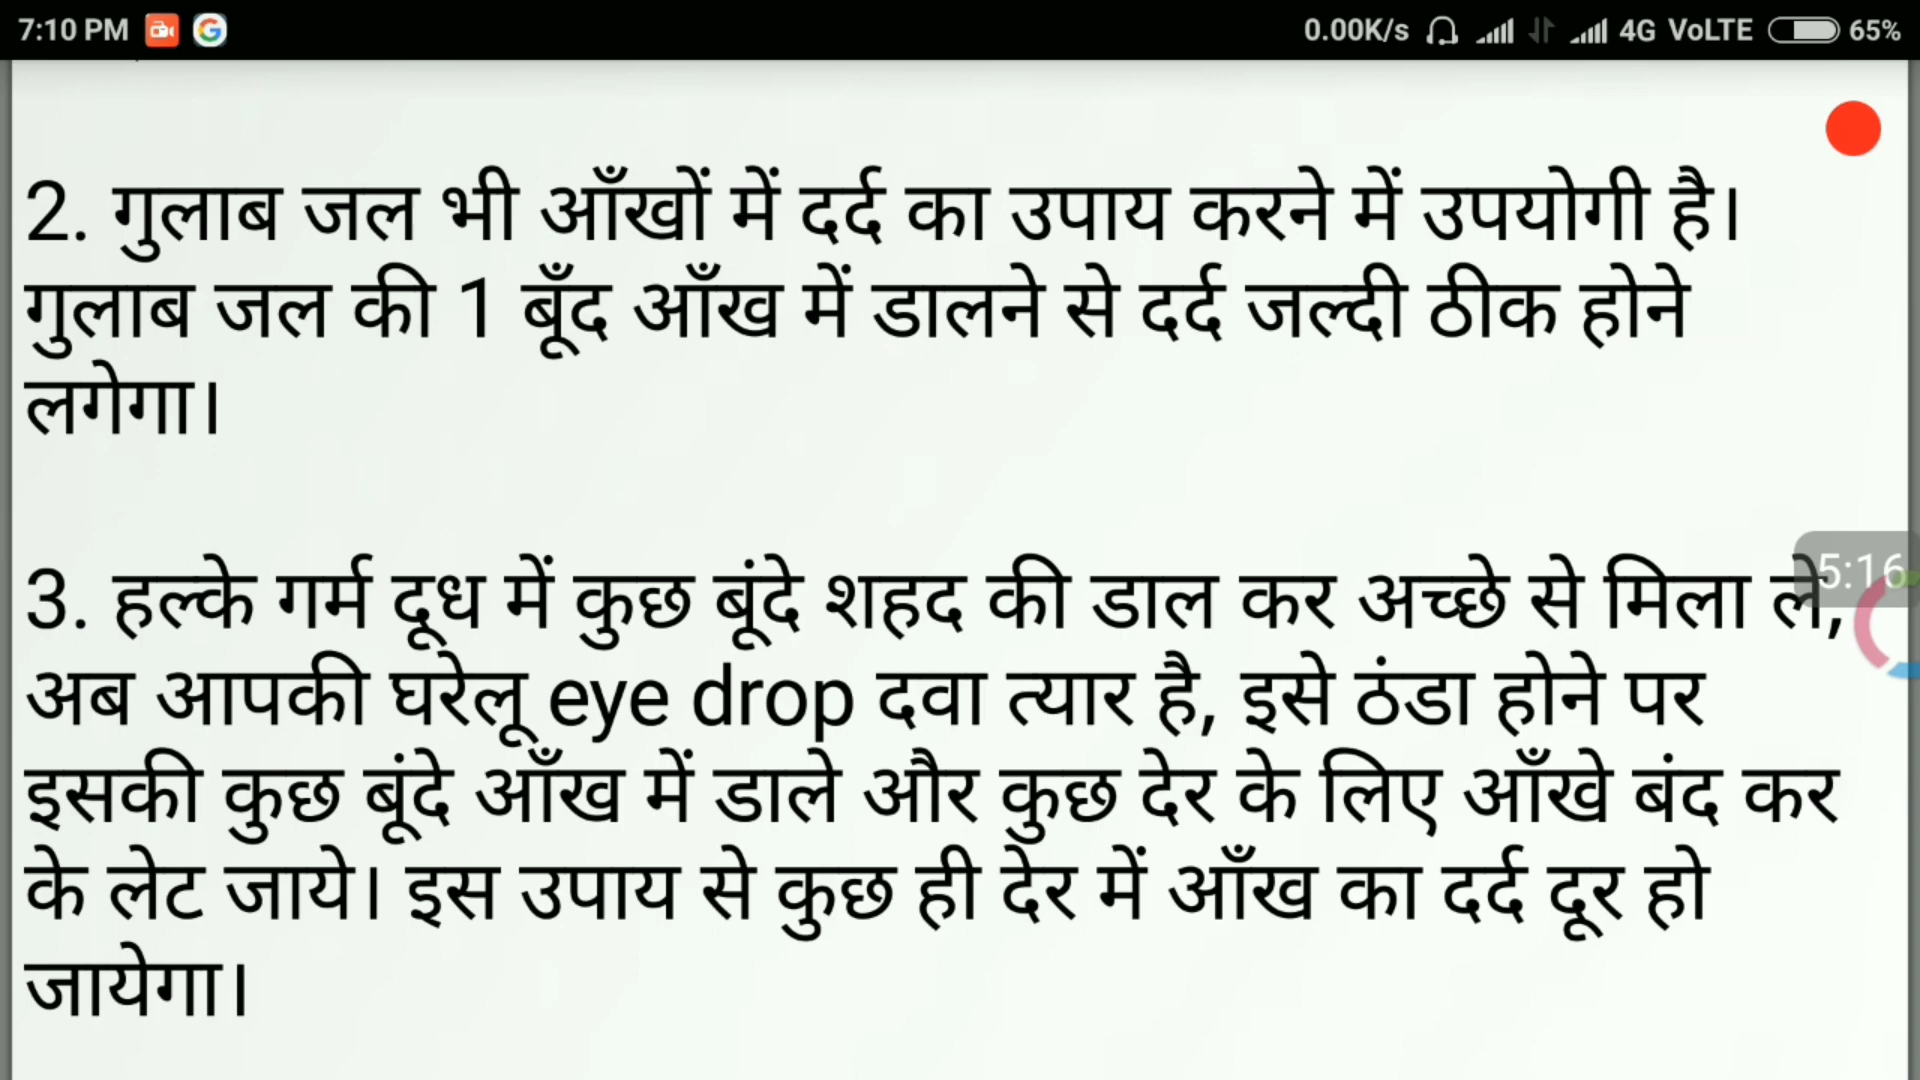 7:10 PM 0.00K/s 4G VoLTE 65%
2. गुलाब जल भी आँखों में दर्द का उपाय करने में उपयोगी है।
गुलाब जल की 1 बूँद आँख में डालने से दर्द जल्दी ठीक होने
लगेगा।
5:16
3. हल्के गर्म दूध में कुछ बूंदे शहद की डाल कर अच्छे से मिला ले,
अब आपकी घरेलू eye drop दवा त्यार है, इसे ठंडा होने पर
इसकी कुछ बूंदे आँख में डाले और कुछ देर के लिए आँखे बंद कर
के लेट जाये। इस उपाय से कुछ ही देर में आँख का दर्द दूर हो
जायेगा।